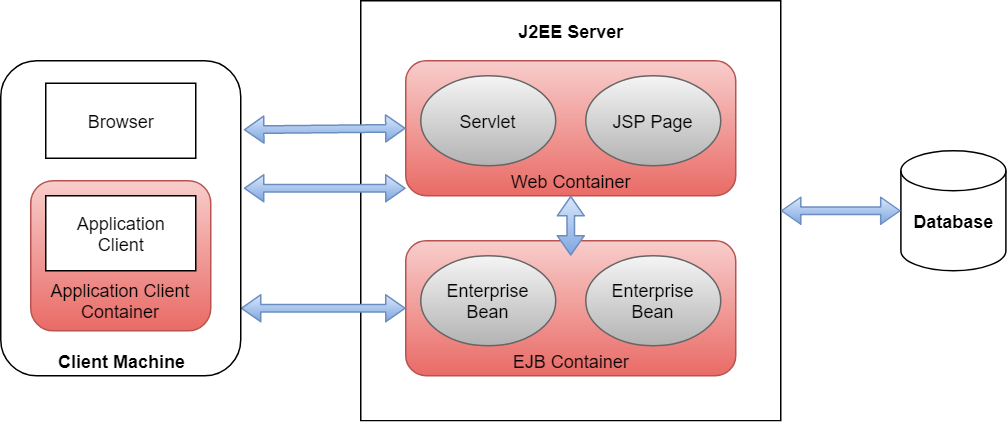 J2EE Server
Browser
Servlet
JSP Page
Web Container
Application
Client
Application Client
Container
Client Machine
Enterprise
Bean
Enterprise
Bean
EJB Container
Database